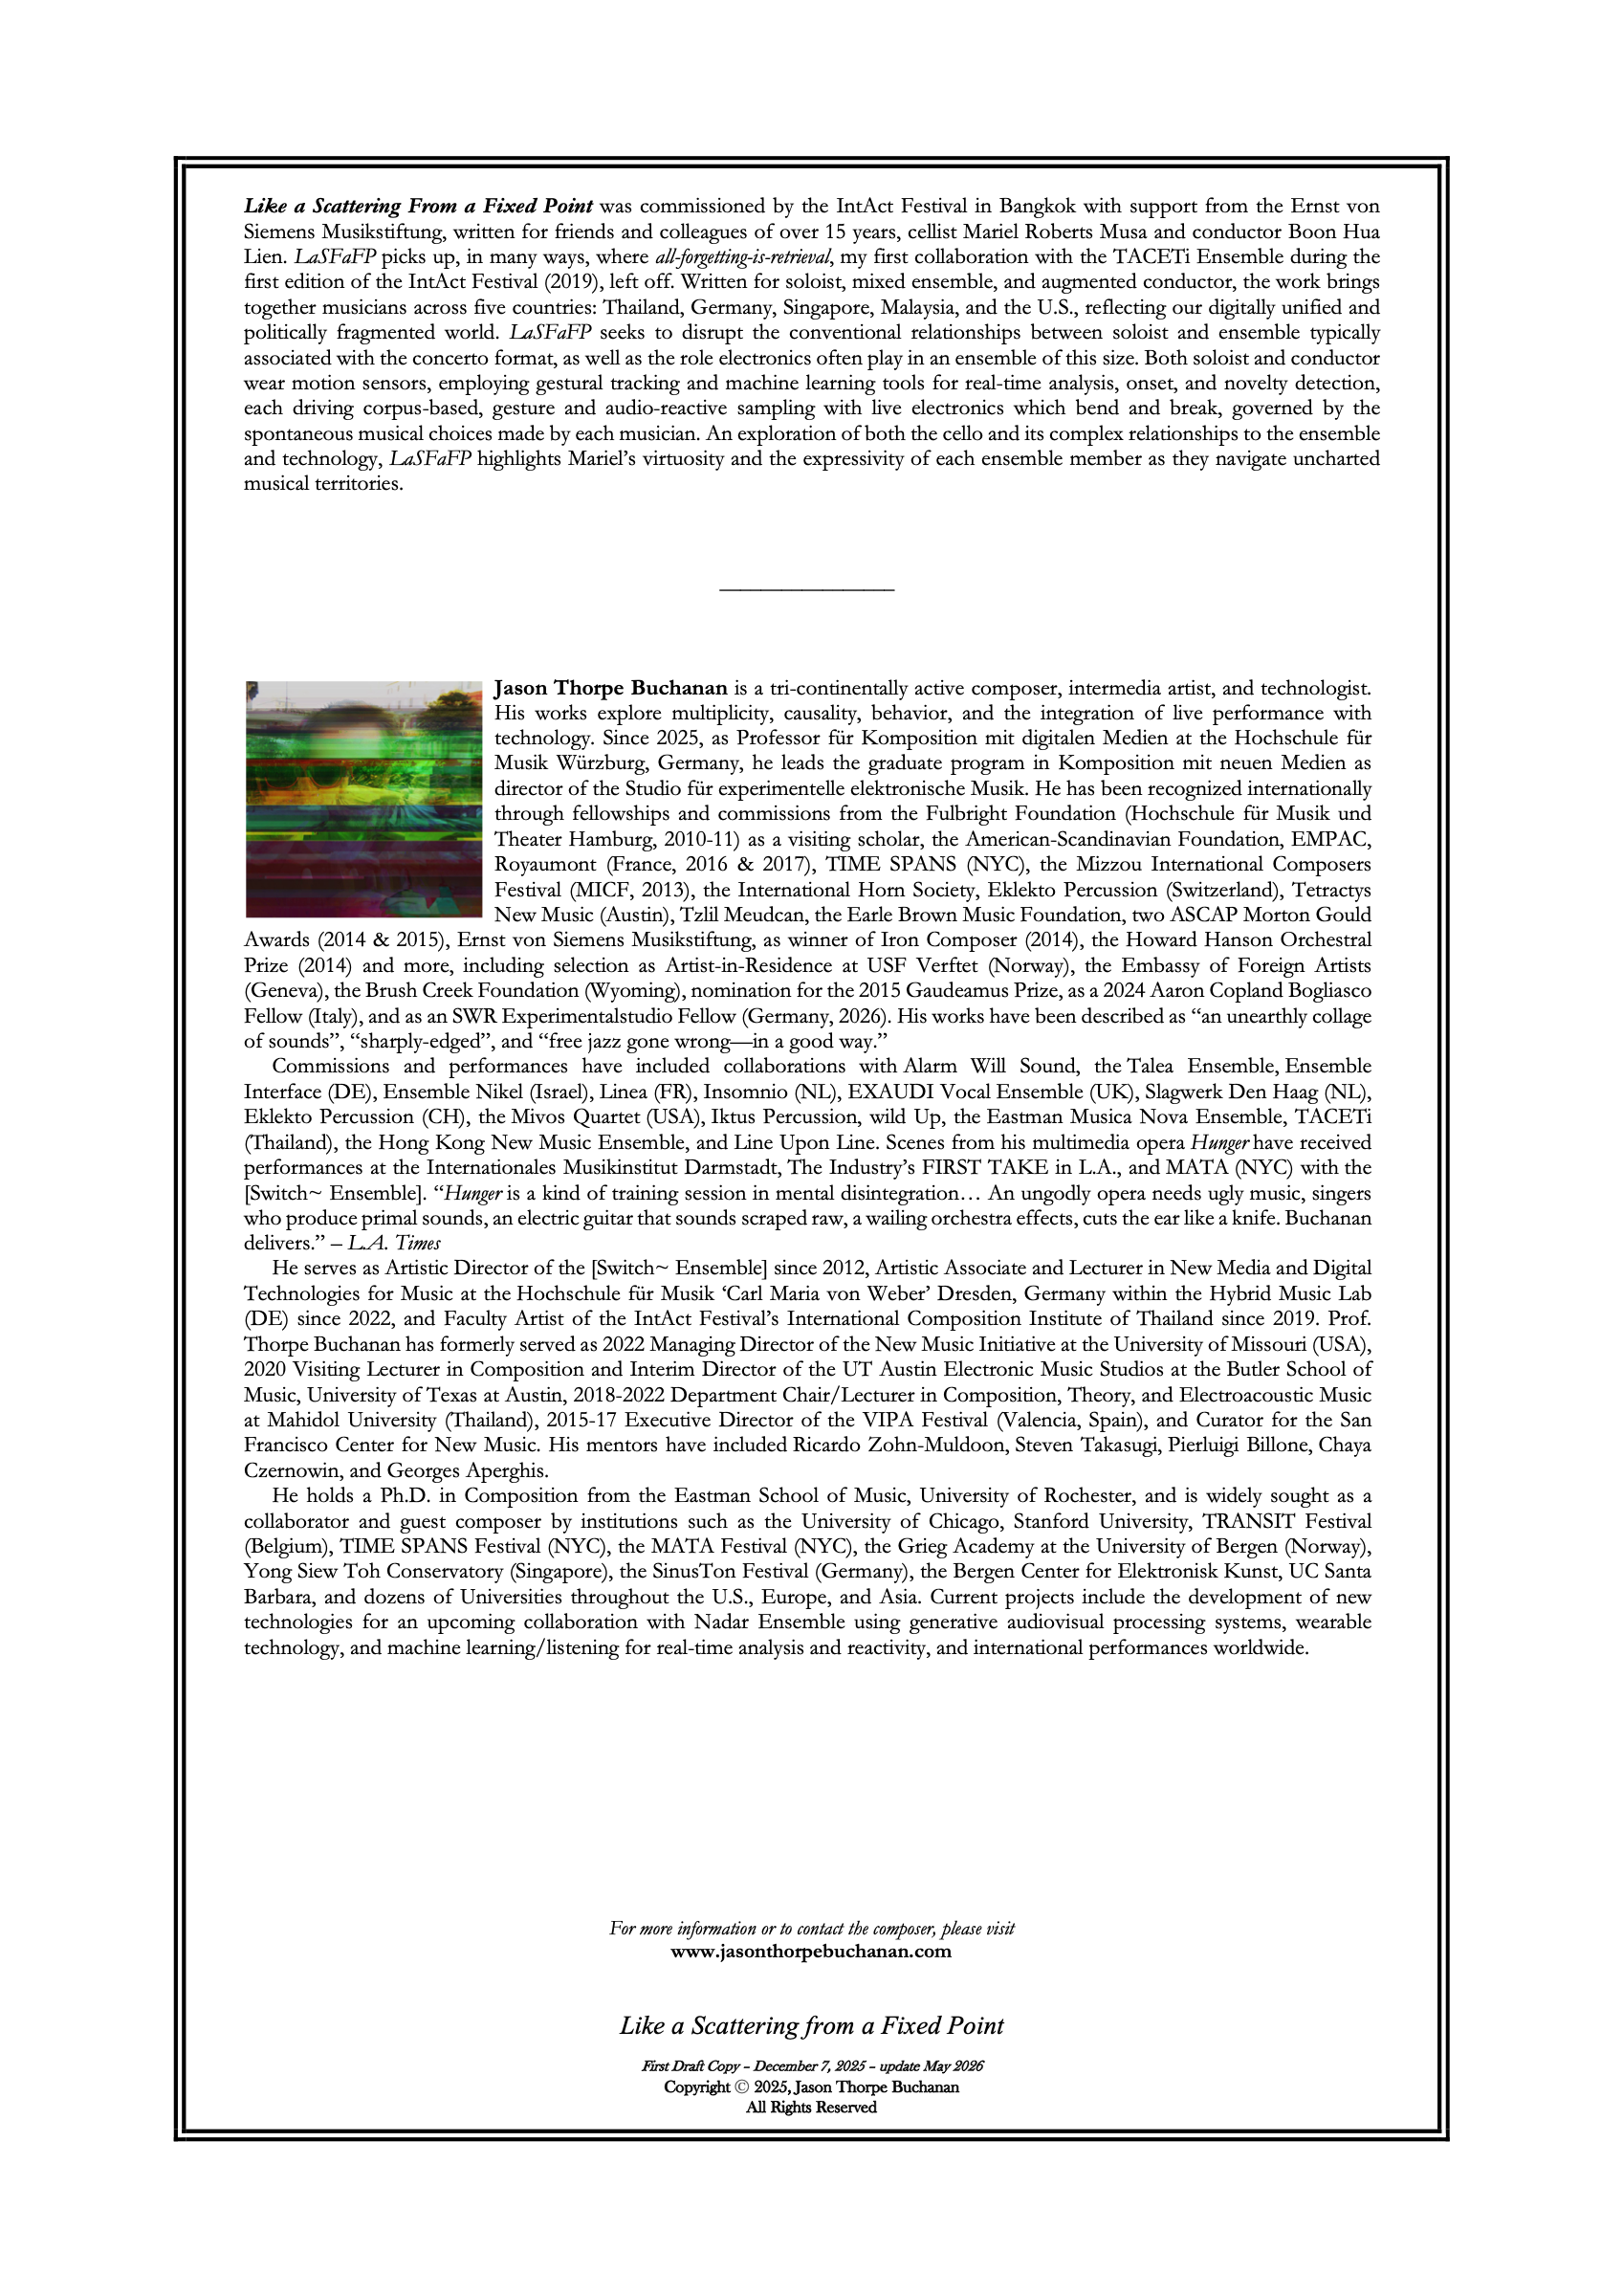 Like a Scattering From a Fixed Point was commissioned by the IntAct Festival in Bangkok with support from the Ernst von
Siemens Musikstiftung, written for friends and colleagues of over 15 years, cellist Mariel Roberts Musa and conductor Boon Hua
Lien. LaSFaFP picks up, in many ways, where all-forgetting-is-retrieval, my first collaboration with the TACETi Ensemble during the
first edition of the IntAct Festival (2019), left off. Written for soloist, mixed ensemble, and augmented conductor, the work brings
together musicians across five countries: Thailand, Germany, Singapore, Malaysia, and the U.S., reflecting our digitally unified and
politically fragmented world. LaSFaFP seeks to disrupt the conventional relationships between soloist and ensemble typically
associated with the concerto format, as well as the role electronics often play in an ensemble of this size. Both soloist and conductor
wear motion sensors, employing gestural tracking and machine learning tools for real-time analysis, onset, and novelty detection,
each driving corpus-based, gesture and audio-reactive sampling with live electronics which bend and break, governed by the
spontaneous musical choices made by each musician. An exploration of both the cello and its complex relationships to the ensemble
and technology, LaSFaFP highlights Mariel’s virtuosity and the expressivity of each ensemble member as they navigate uncharted
musical territories.
Jason Thorpe Buchanan is a tri-continentally active composer, intermedia artist, and technologist.
His works explore multiplicity, causality, behavior, and the integration of live performance with
technology. Since 2025, as Professor für Komposition mit digitalen Medien at the Hochschule für
Musik Würzburg, Germany, he leads the graduate program in Komposition mit neuen Medien as
director of the Studio für experimentelle elektronische Musik. He has been recognized internationally
through fellowships and commissions from the Fulbright Foundation (Hochschule für Musik und
Theater Hamburg, 2010-11) as a visiting scholar, the American-Scandinavian Foundation, EMPAC,
Royaumont (France, 2016 & 2017), TIME SPANS (NYC), the Mizzou International Composers
Festival (MICF, 2013), the International Horn Society, Eklekto Percussion (Switzerland), Tetractys
New Music (Austin), Tzlil Meudcan, the Earle Brown Music Foundation, two ASCAP Morton Gould
Awards (2014 & 2015), Ernst von Siemens Musikstiftung, as winner of Iron Composer (2014), the Howard Hanson Orchestral
Prize (2014) and more, including selection as Artist-in-Residence at USF Verftet (Norway), the Embassy of Foreign Artists
(Geneva), the Brush Creek Foundation (Wyoming), nomination for the 2015 Gaudeamus Prize, as a 2024 Aaron Copland Bogliasco
Fellow (Italy), and as an SWR Experimentalstudio Fellow (Germany, 2026). His works have been described as “an unearthly collage
of sounds”, “sharply-edged”, and “free jazz gone wrong—in a good way.”
Commissions and performances have included collaborations with Alarm Will Sound, the Talea Ensemble, Ensemble
Interface (DE), Ensemble Nikel (Israel), Linea (FR), Insomnio (NL), EXAUDI Vocal Ensemble (UK), Slagwerk Den Haag (NL),
Eklekto Percussion (CH), the Mivos Quartet (USA), Iktus Percussion, wild Up, the Eastman Musica Nova Ensemble, TACETi
(Thailand), the Hong Kong New Music Ensemble, and Line Upon Line. Scenes from his multimedia opera Hunger have received
performances at the Internationales Musikinstitut Darmstadt, The Industry’s FIRST TAKE in L.A., and MATA (NYC) with the
[Switch~ Ensemble]. “Hunger is a kind of training session in mental disintegration… An ungodly opera needs ugly music, singers
who produce primal sounds, an electric guitar that sounds scraped raw, a wailing orchestra effects, cuts the ear like a knife. Buchanan
delivers.” – L.A. Times
He serves as Artistic Director of the [Switch~ Ensemble] since 2012, Artistic Associate and Lecturer in New Media and Digital
Technologies for Music at the Hochschule für Musik ‘Carl Maria von Weber’ Dresden, Germany within the Hybrid Music Lab
(DE) since 2022, and Faculty Artist of the IntAct Festival’s International Composition Institute of Thailand since 2019. Prof.
Thorpe Buchanan has formerly served as 2022 Managing Director of the New Music Initiative at the University of Missouri (USA),
2020 Visiting Lecturer in Composition and Interim Director of the UT Austin Electronic Music Studios at the Butler School of
Music, University of Texas at Austin, 2018-2022 Department Chair/Lecturer in Composition, Theory, and Electroacoustic Music
at Mahidol University (Thailand), 2015-17 Executive Director of the VIPA Festival (Valencia, Spain), and Curator for the San
Francisco Center for New Music. His mentors have included Ricardo Zohn-Muldoon, Steven Takasugi, Pierluigi Billone, Chaya
Czernowin, and Georges Aperghis.
He holds a Ph.D. in Composition from the Eastman School of Music, University of Rochester, and is widely sought as a
collaborator and guest composer by institutions such as the University of Chicago, Stanford University, TRANSIT Festival
(Belgium), TIME SPANS Festival (NYC), the MATA Festival (NYC), the Grieg Academy at the University of Bergen (Norway),
Yong Siew Toh Conservatory (Singapore), the SinusTon Festival (Germany), the Bergen Center for Elektronisk Kunst, UC Santa
Barbara, and dozens of Universities throughout the U.S., Europe, and Asia. Current projects include the development of new
technologies for an upcoming collaboration with Nadar Ensemble using generative audiovisual processing systems, wearable
technology, and machine learning/listening for real-time analysis and reactivity, and international performances worldwide.
For more information or to contact the composer, please visit
www.jasonthorpebuchanan.com
Like a Scattering from a Fixed Point
First Draft Copy – December 7, 2025 – update May 2026
Copyright © 2025, Jason Thorpe Buchanan
All Rights Reserved